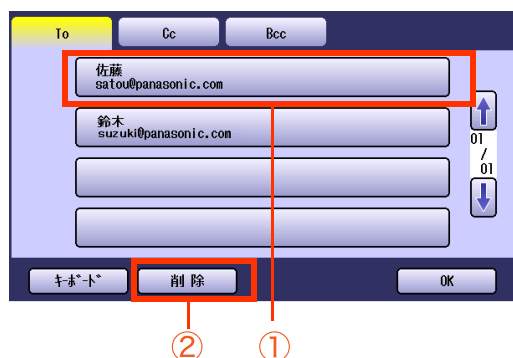 To Cc Bcc
佐藤
satou@panasonic.com
鈴木
suzuki@panasonic.com
01
/
01
ｷｰﾎﾞｰﾄﾞ 削除 OK
② ①